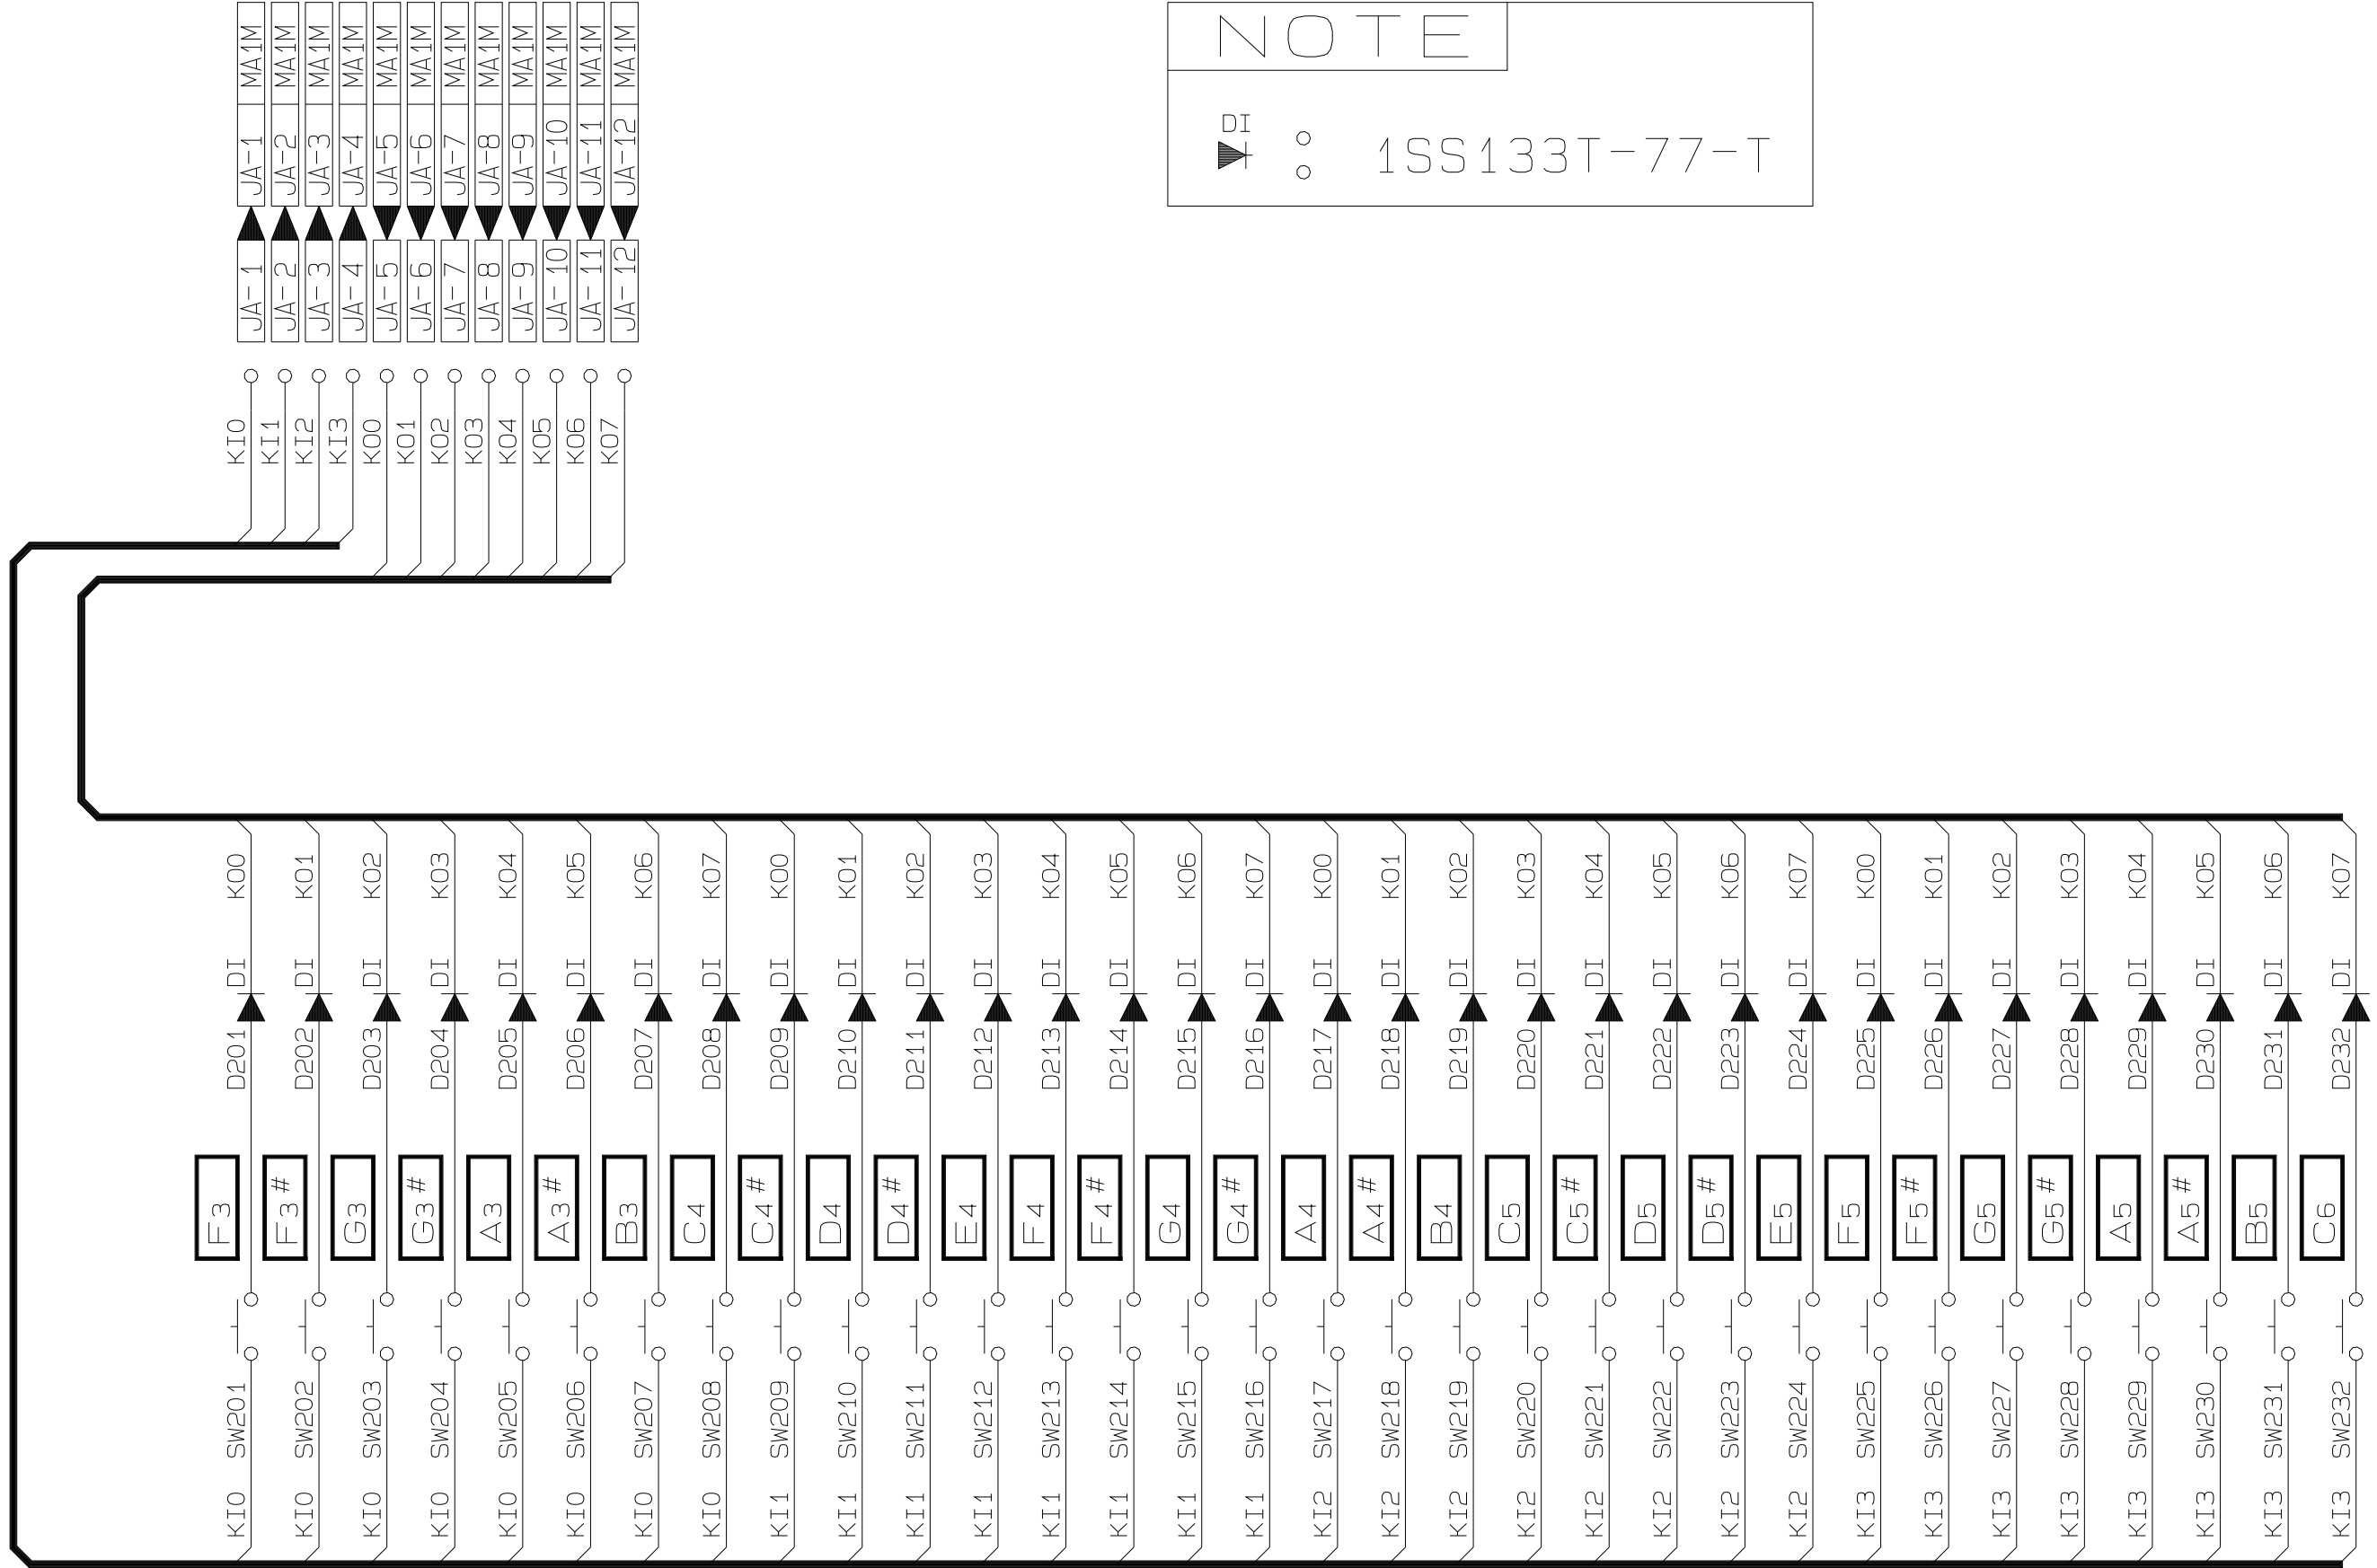 MA1M MA1M MA1M MA1M MA1M MA1M MA1M MA1M MA1M MA1M MA1M MA1M
JA-1 JA-2 JA-3 JA-4 JA-5 JA-6 JA-7 JA-8 JA-9 JA-10 JA-11 JA-12
JA-1 JA-2 JA-3 JA-4 JA-5 JA-6 JA-7 JA-8 JA-9 JA-10 JA-11 JA-12
KI0 KI1 KI2 KI3 KO0 KO1 KO2 KO3 KO4 KO5 KO6 KO7
NOTE
DI
: 1SS133T-77-T
KO0 KO1 KO2 KO3 KO4 KO5 KO6 KO7 KO0 KO1 KO2 KO3 KO4 KO5 KO6 KO7 KO0 KO1 KO2 KO3 KO4 KO5 KO6 KO7 KO0 KO1 KO2 KO3 KO4 KO5 KO6 KO7
DI DI DI DI DI DI DI DI DI DI DI DI DI DI DI DI DI DI DI DI DI DI DI DI DI DI DI DI DI DI DI DI
D201 D202 D203 D204 D205 D206 D207 D208 D209 D210 D211 D212 D213 D214 D215 D216 D217 D218 D219 D220 D221 D222 D223 D224 D225 D226 D227 D228 D229 D230 D231 D232
F3 F3# G3 G3# A3 A3# B3 C4 C4# D4 D4# E4 F4 F4# G4 G4# A4 A4# B4 C5 C5# D5 D5# E5 F5 F5# G5 G5# A5 A5# B5 C6
SW201 SW202 SW203 SW204 SW205 SW206 SW207 SW208 SW209 SW210 SW211 SW212 SW213 SW214 SW215 SW216 SW217 SW218 SW219 SW220 SW221 SW222 SW223 SW224 SW225 SW226 SW227 SW228 SW229 SW230 SW231 SW232
KI0 KI0 KI0 KI0 KI0 KI0 KI0 KI0 KI1 KI1 KI1 KI1 KI1 KI1 KI1 KI1 KI2 KI2 KI2 KI2 KI2 KI2 KI2 KI2 KI3 KI3 KI3 KI3 KI3 KI3 KI3 KI3